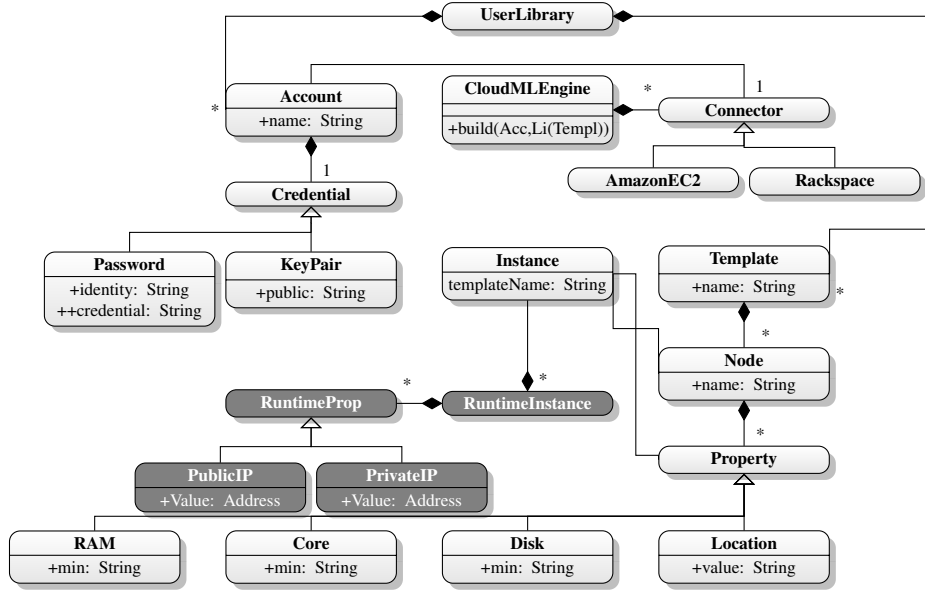 UserLibrary
*
Account
+name: String
CloudMLEngine
+build(Acc,Li(Templ))
*
1
Connector
AmazonEC2
Rackspace
1
Credential
Password
+identity: String
++credential: String
KeyPair
+public: String
Instance
templateName: String
Template
+name: String
*
*
Node
+name: String
*
RuntimeProp
*
RuntimeInstance
*
Property
PublicIP
+Value: Address
PrivateIP
+Value: Address
RAM
+min: String
Core
+min: String
Disk
+min: String
Location
+value: String